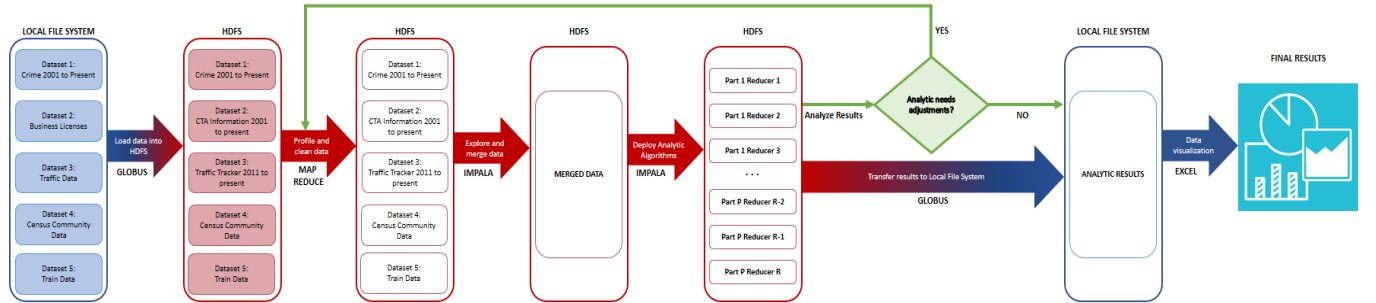 LOCAL FILE SYSTEM
Dataset 1:
Crime 2001 to Present
Dataset 2:
Business Licenses
Dataset 3:
Traffic Data
Dataset 4:
Census Community
Data
Dataset 5:
Train Data
Load data into
HDFS
GLOBUS
HDFS
Dataset 1:
Crime 2001 to Present
Dataset 2:
CTA Information 2001
to present
Dataset 3:
Traffic Tracker 2011 to
present
Dataset 4:
Census Community
Data
Dataset 5:
Train Data
Profile and
clean data
MAP
REDUCE
HDFS
Dataset 1:
Crime 2001 to Present
Dataset 2:
CTA Information 2001
to present
Dataset 3:
Traffic Tracker 2011 to
present
Dataset 4:
Census Community
Data
Dataset 5:
Train Data
Explore and
merge data
IMPALA
HDFS
MERGED DATA
Deploy Analytic
Algorithms
IMPALA
HDFS
Part 1 Reducer 1
Part 1 Reducer 2
Part 1 Reducer 3
...
Part P Reducer R-2
Part P Reducer R-1
Part P Reducer R
Analyze Results
Analytic needs
adjustments?
YES
NO
Transfer results to Local File System
GLOBUS
LOCAL FILE SYSTEM
ANALYTIC RESULTS
Data
visualization
EXCEL
FINAL RESULTS